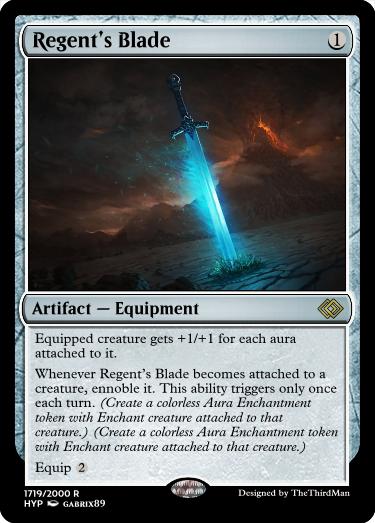 Regent's Blade 1
Artifact — Equipment
Equipped creature gets +1/+1 for each aura
attached to it.
Whenever Regent's Blade becomes attached to a
creature, ennoble it. This ability triggers only once
each turn. (Create a colorless Aura Enchantment
token with Enchant creature attached to that
creature.) (Create a colorless Aura Enchantment
token with Enchant creature attached to that creature.)
Equip 2
1719/2000 R
HYP GABRIX89
Designed by TheThirdMan